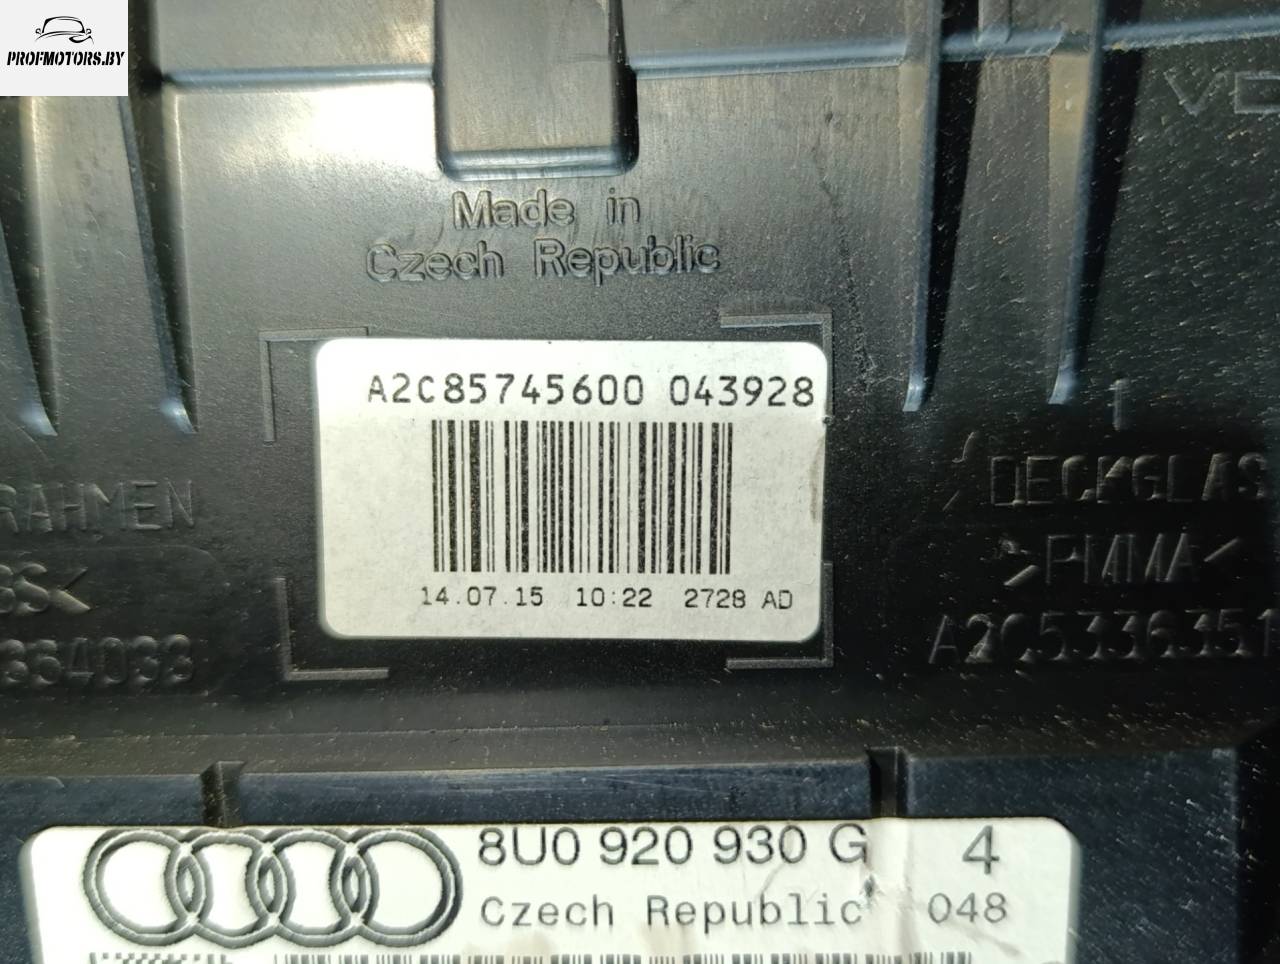 PROFMOTORS.BY
Made in
Czech Republic
A2C85745600 043928
14.07.15 10:22 2728 AD
RAHMEN
DECKGLAS
>PMMA<
8U0 920 930 G 4
Czech Republic 048